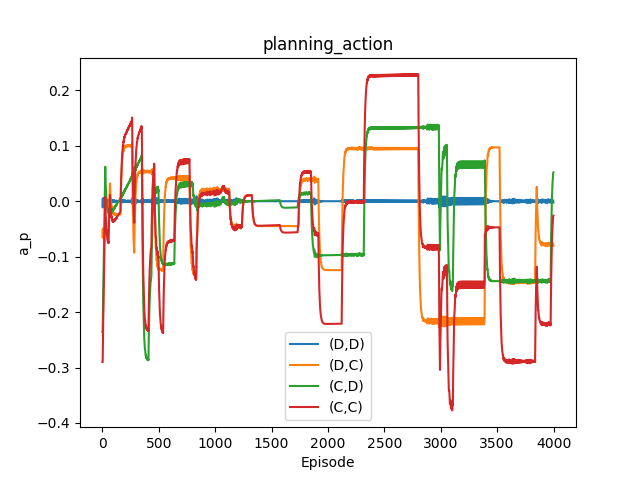 planning_action
a_p
0.2
0.1
0.0
−0.1
−0.2
−0.3
−0.4
(D,D)
(D,C)
(C,D)
(C,C)
0 500 1000 1500 2000 2500 3000 3500 4000
Episode